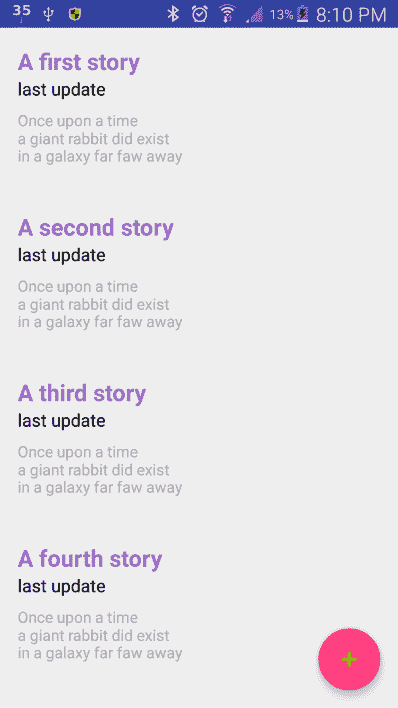 35 13% 8:10 PM
A first story
last update
Once upon a time
a giant rabbit did exist
in a galaxy far faw away
A second story
last update
Once upon a time
a giant rabbit did exist
in a galaxy far faw away
A third story
last update
Once upon a time
a giant rabbit did exist
in a galaxy far faw away
A fourth story
last update
Once upon a time
a giant rabbit did exist
in a galaxy far faw away
+